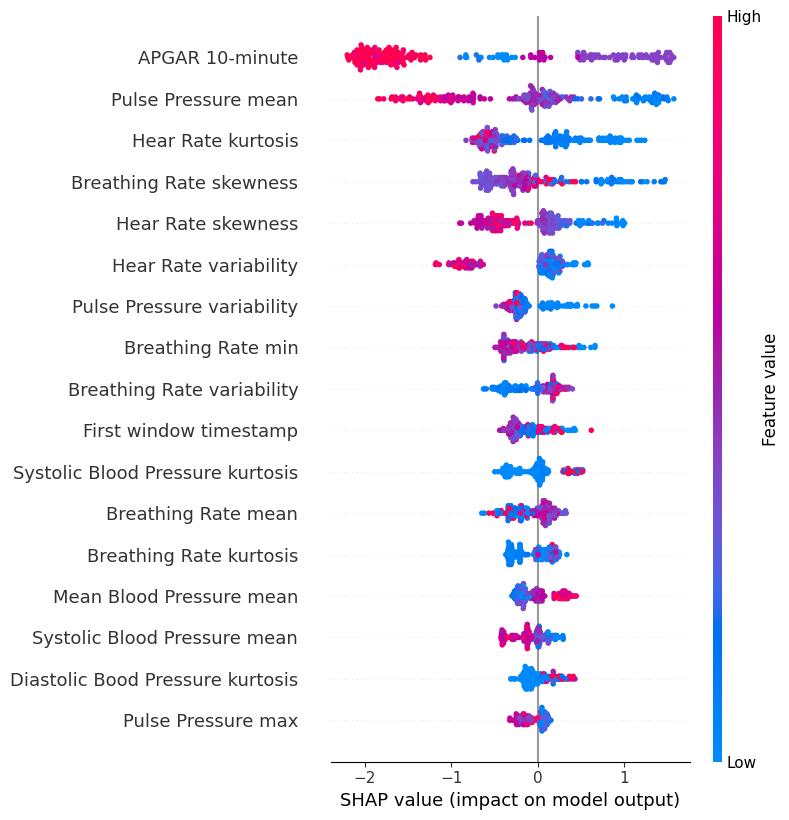 High
APGAR 10-minute
Pulse Pressure mean
Hear Rate kurtosis
Breathing Rate skewness
Hear Rate skewness
Hear Rate variability
Pulse Pressure variability
Breathing Rate min
Breathing Rate variability
First window timestamp
Systolic Blood Pressure kurtosis
Breathing Rate mean
Breathing Rate kurtosis
Mean Blood Pressure mean
Systolic Blood Pressure mean
Diastolic Bood Pressure kurtosis
Pulse Pressure max
Feature value
Low
−2 −1 0 1
SHAP value (impact on model output)